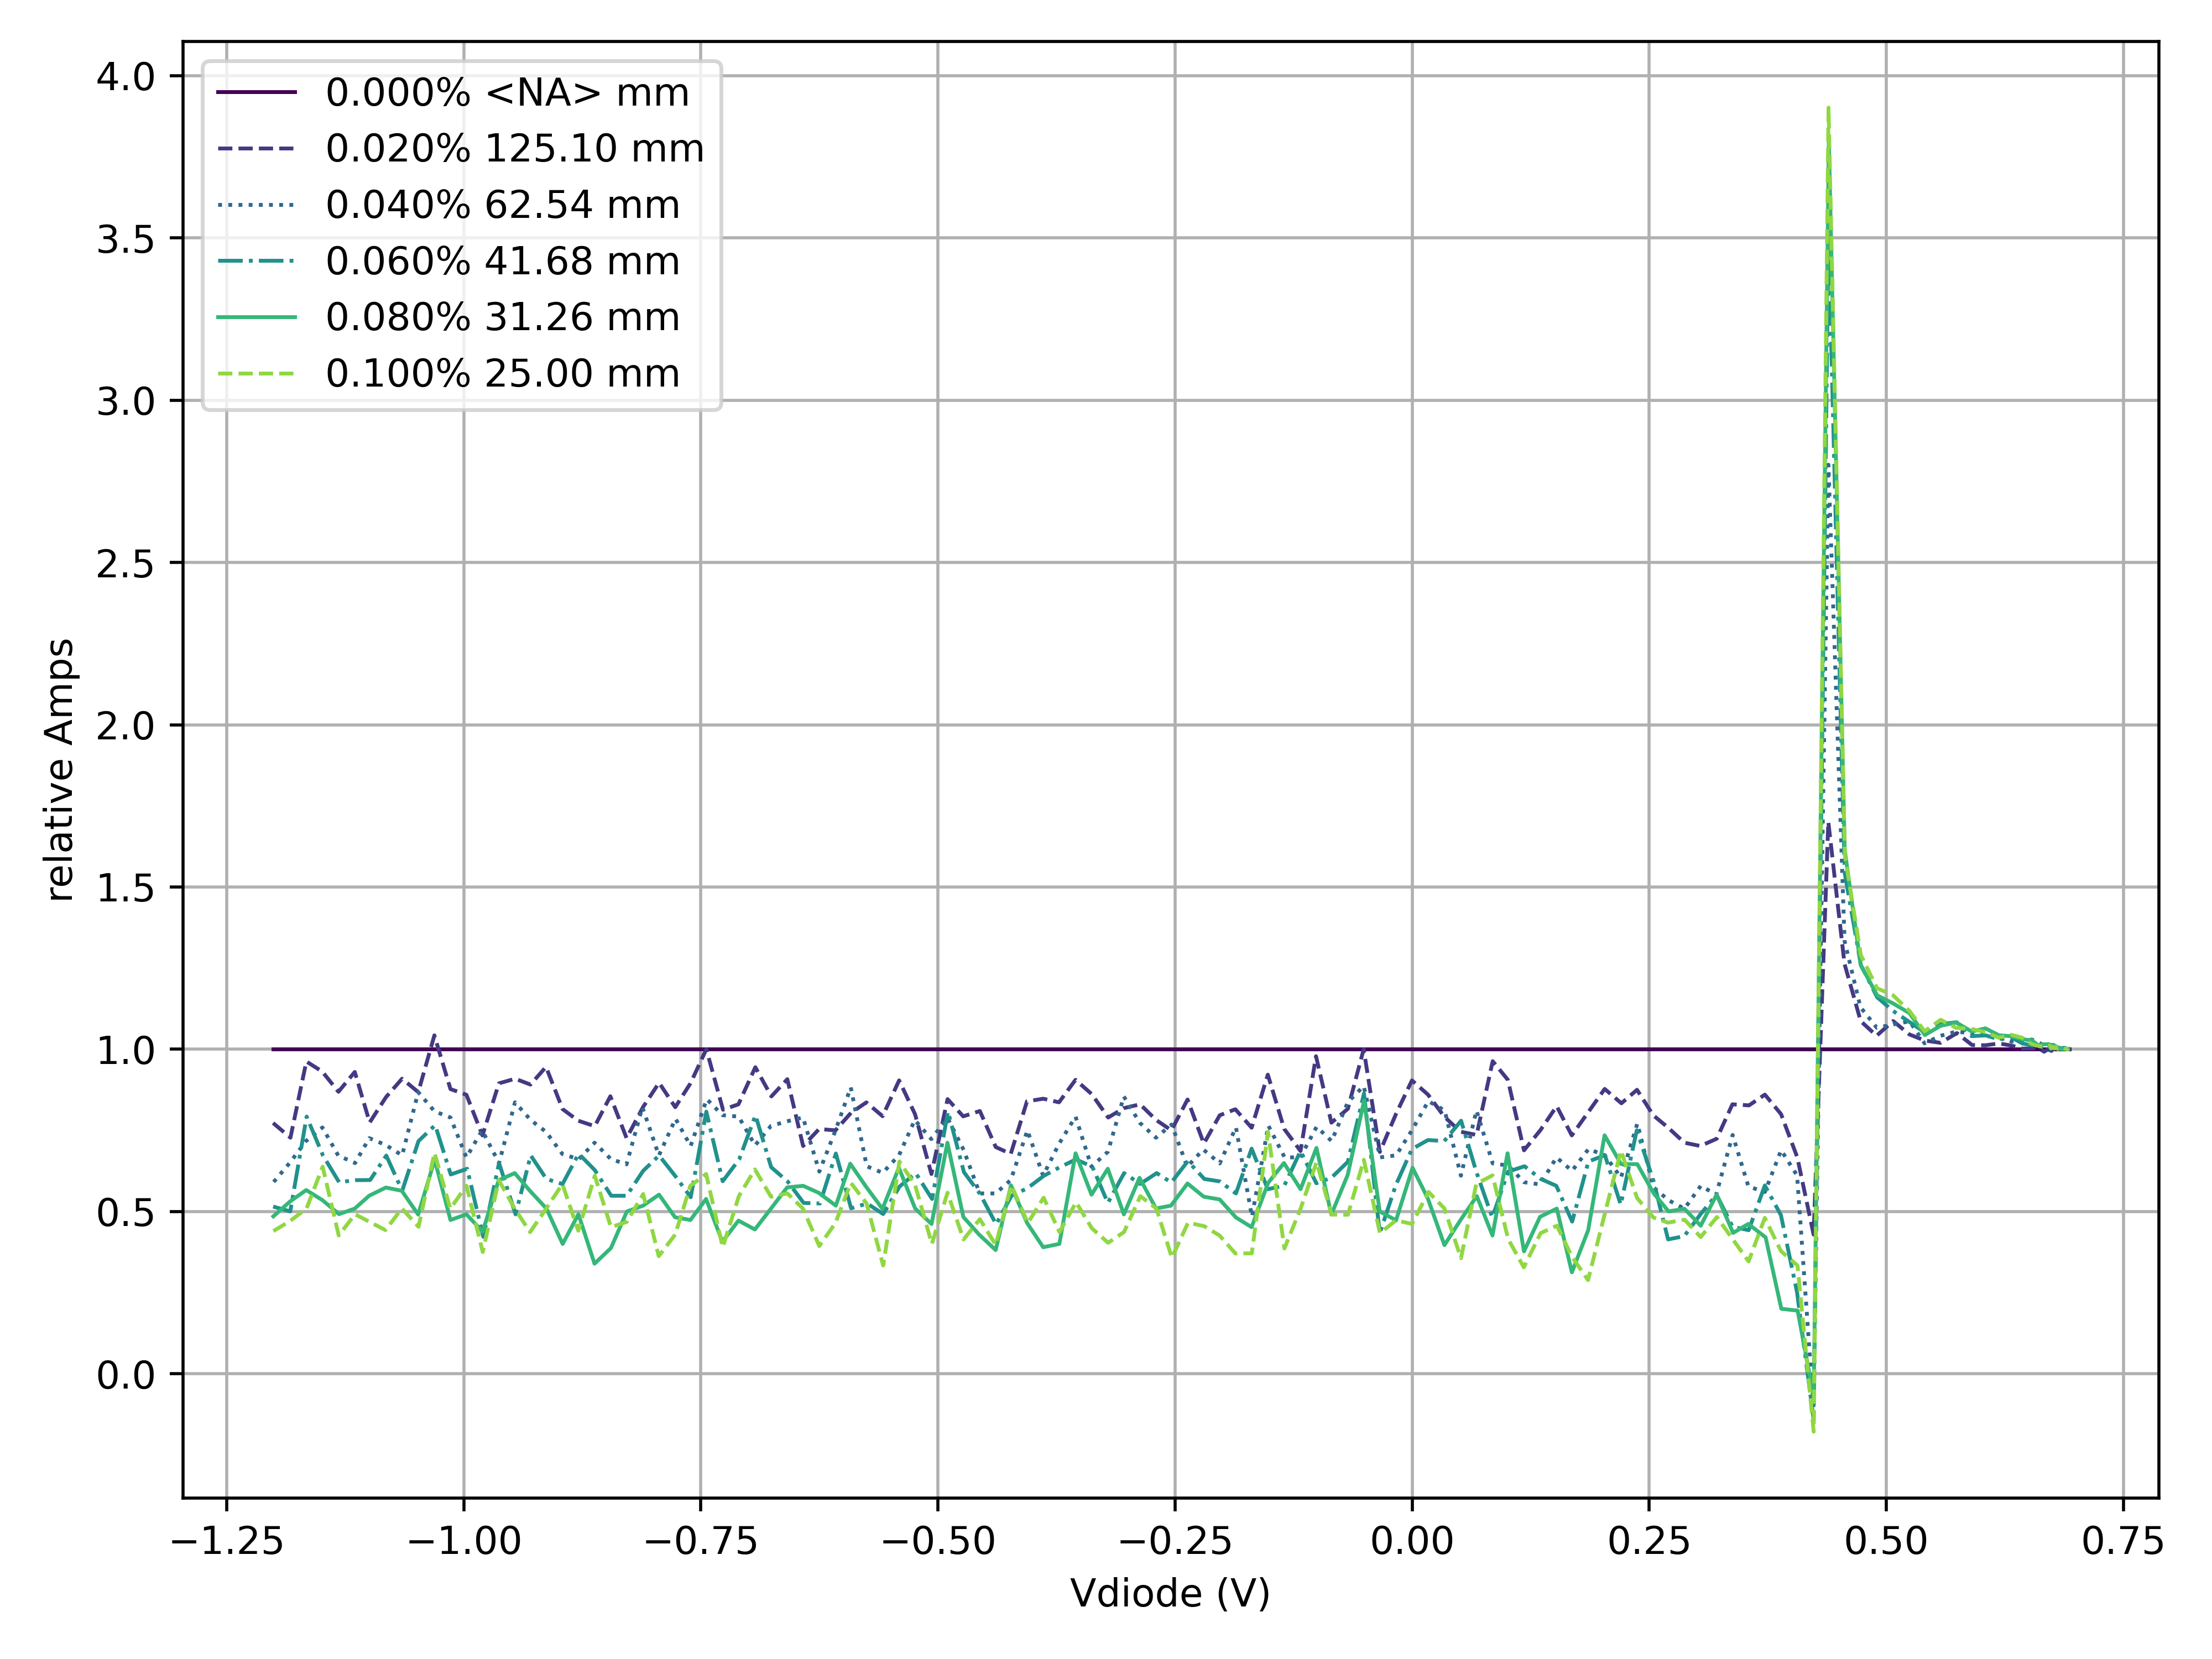 4.0
3.5
3.0
2.5
2.0
1.5
1.0
0.5
0.0
relative Amps
0.000% <NA> mm
0.020% 125.10 mm
0.040% 62.54 mm
0.060% 41.68 mm
0.080% 31.26 mm
0.100% 25.00 mm
−1.25 −1.00 −0.75 −0.50 −0.25 0.00 0.25 0.50 0.75
Vdiode (V)